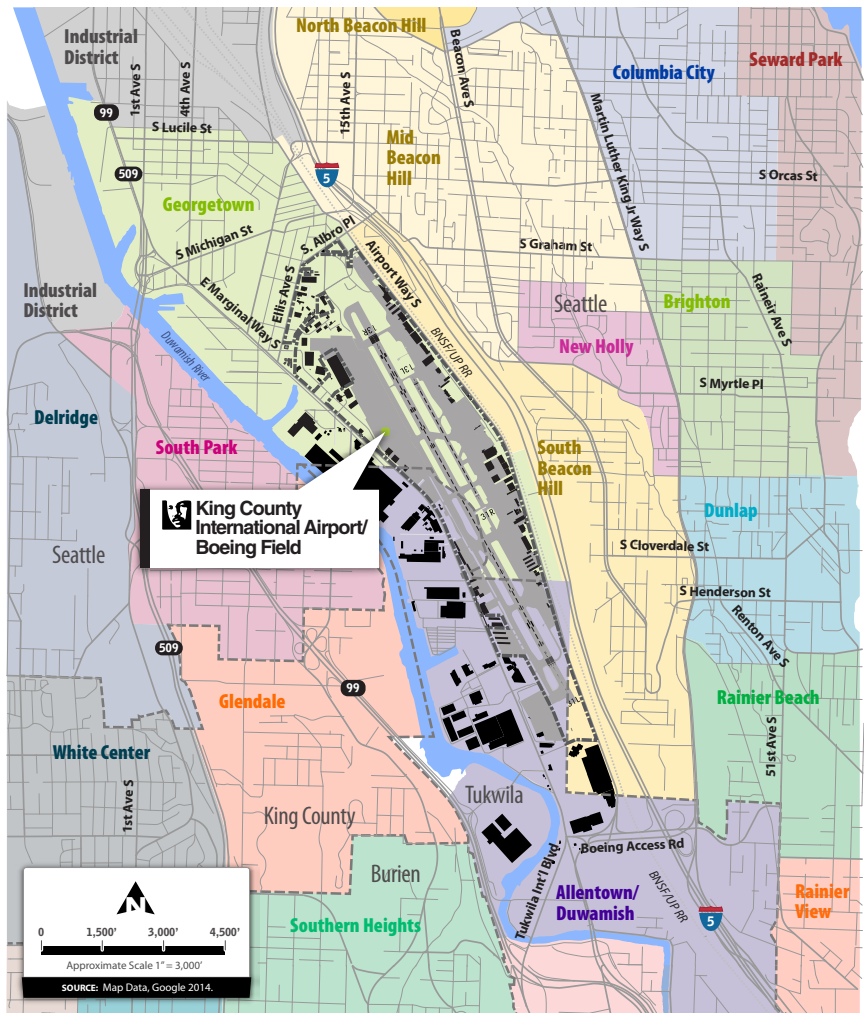 Industrial
District
North Beacon Hill
Beacon Ave S
Columbia City
Seward Park
1st Ave S
4th Ave S
15th Ave S
99
S Lucile St
Mid
Beacon
Hill
Martin Luther King Jr Way S
509
5
S Orcas St
Georgetown
S Michigan St
S. Albro Pl
S Graham St
Airport Way S
Ellis Ave S
E Marginal Way S
Industrial
District
Seattle
Brighton
Raineir Ave S
13R
13L
BNSF/UP RR
New Holly
Duwamish River
S Myrtle Pl
Delridge
South Park
South
Beacon
Hill
King County
International Airport/
Boeing Field
Dunlap
31R
Seattle
S Cloverdale St
S Henderson St
Renton Ave S
509
99
Glendale
31L
Rainier Beach
51st Ave S
White Center
1st Ave S
King County
Tukwila
Boeing Access Rd
Tukwila Int'l Blvd
Burien
Allentown/
Duwamish
BNSF/UP RR
Rainier
View
5
Southern Heights
N
0 1,500' 3,000' 4,500'
Approximate Scale 1" = 3,000'
SOURCE: Map Data, Google 2014.